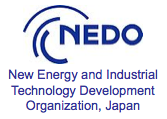 NEDO
New Energy and Industrial
Technology Development
Organization, Japan